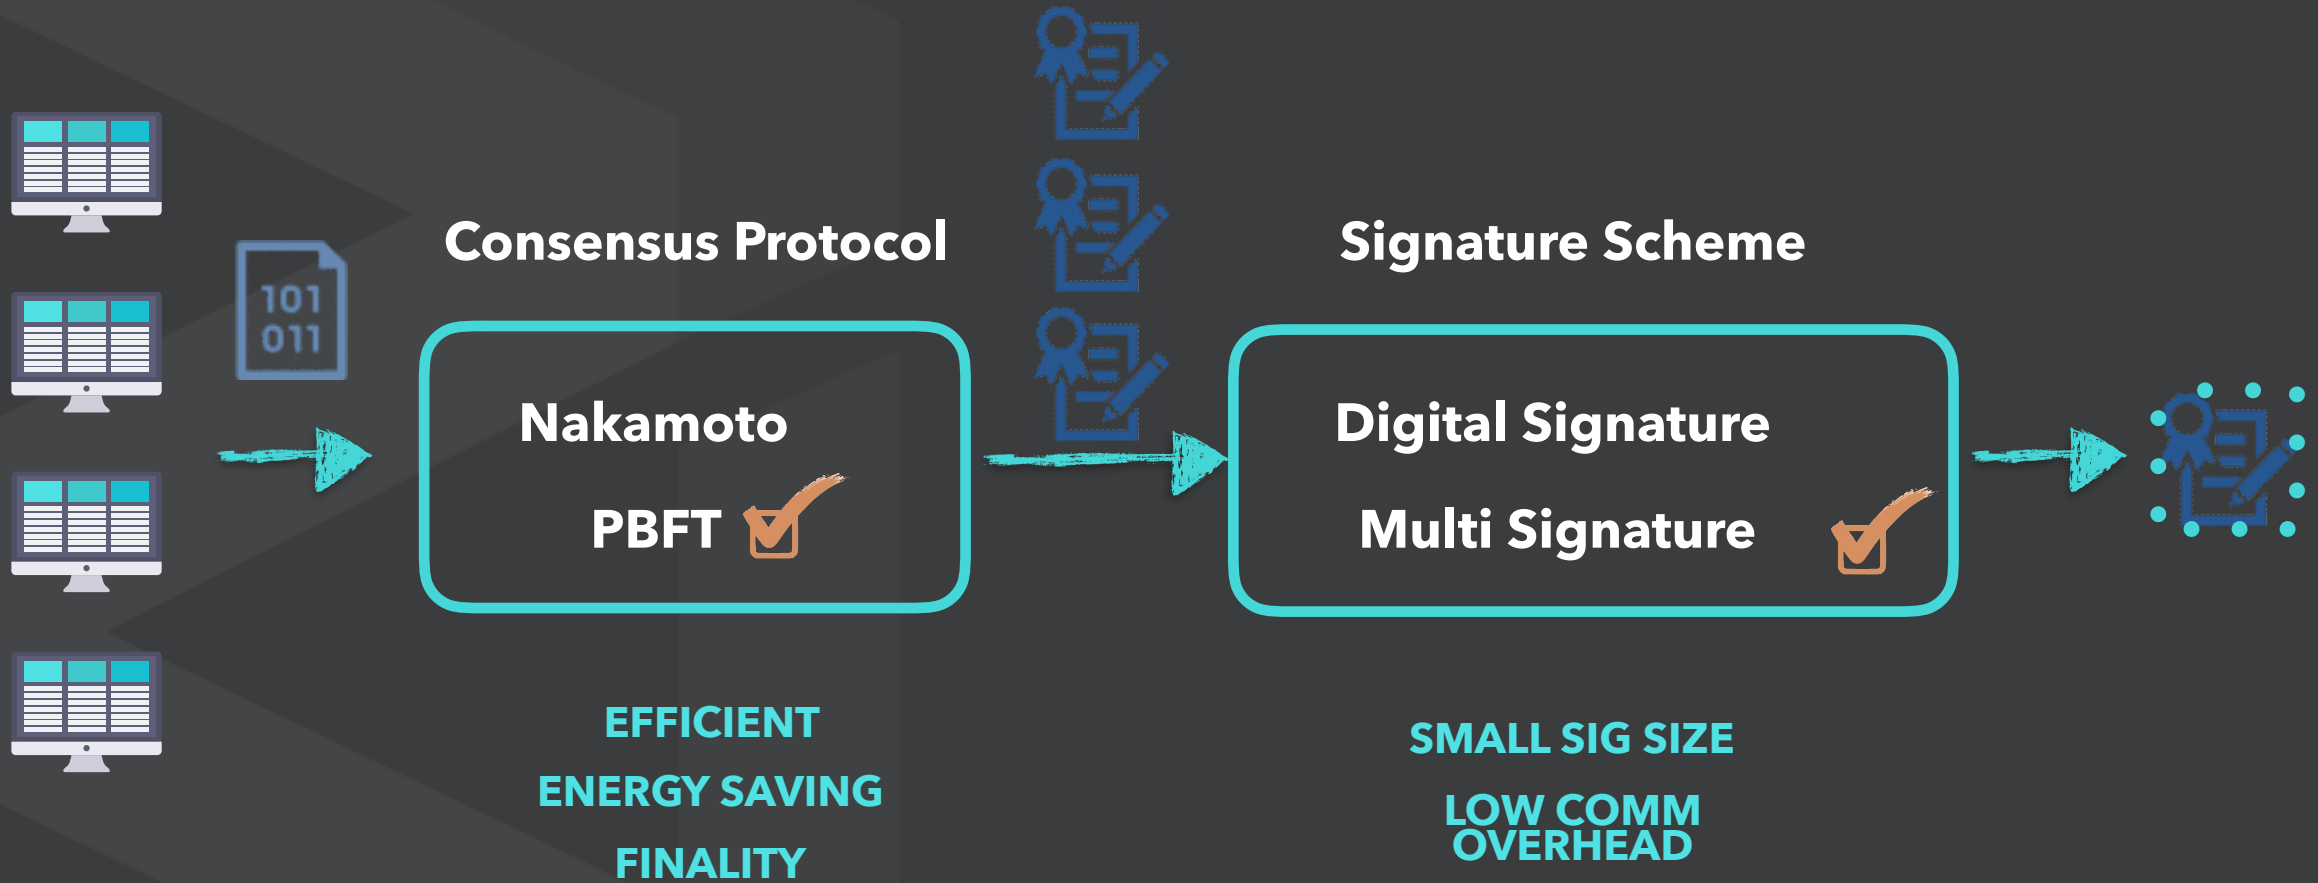 101
011
Consensus Protocol
Nakamoto
PBFT
EFFICIENT
ENERGY SAVING
FINALITY
Signature Scheme
Digital Signature
Multi Signature
SMALL SIG SIZE
LOW COMM
OVERHEAD